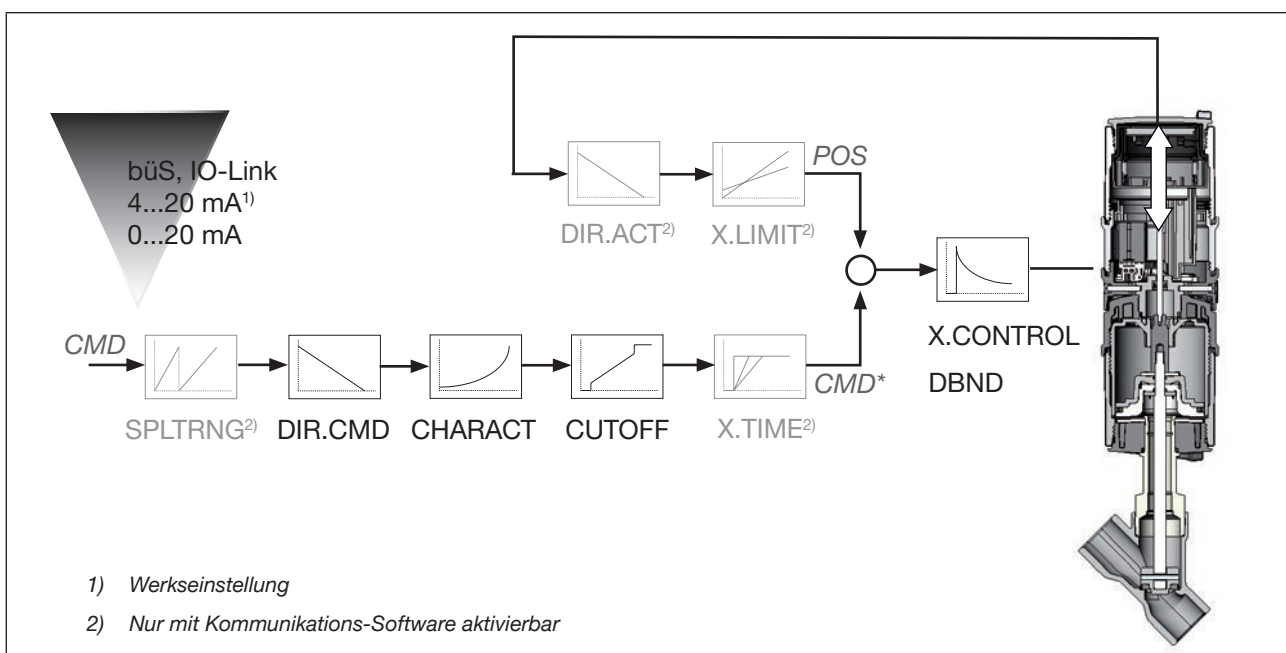 büS, IO-Link
4...20 mA¹⁾
0...20 mA
POS
DIR.ACT²⁾ X.LIMIT²⁾
CMD
X.CONTROL
DBND
CMD*
SPLTRNG²⁾ DIR.CMD CHARACT CUTOFF X.TIME²⁾
1) Werkseinstellung
2) Nur mit Kommunikations-Software aktivierbar